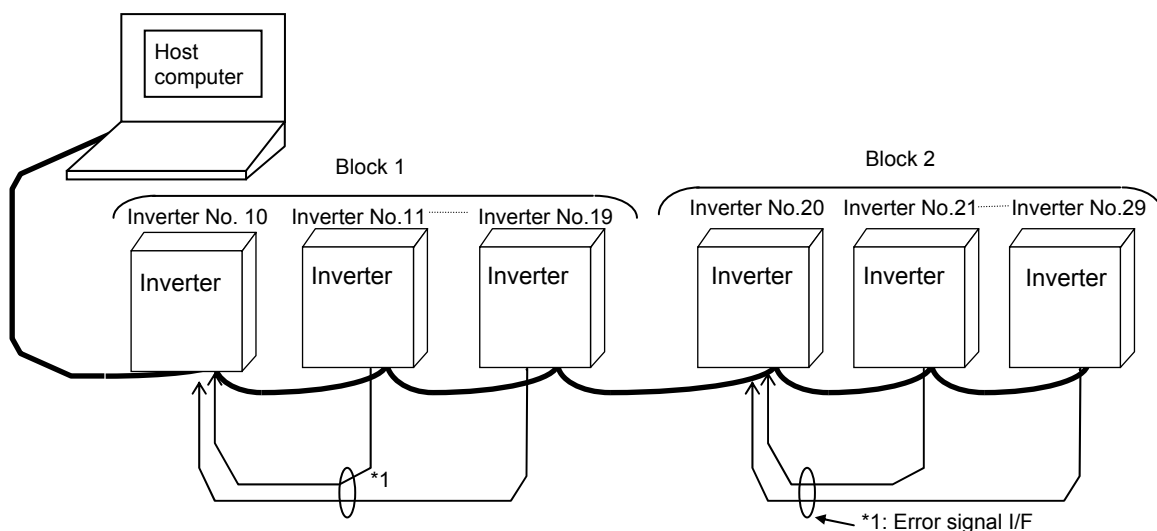 Host
computer
Block 1
Block 2
Inverter No. 10
Inverter No.11
Inverter No.19
Inverter No.20
Inverter No.21
Inverter No.29
Inverter
Inverter
Inverter
Inverter
Inverter
Inverter
*1
*1: Error signal I/F